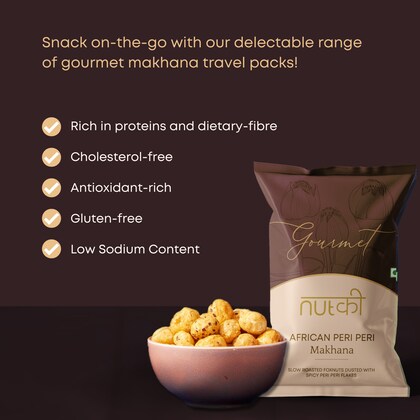 Snack on-the-go with our delectable range
of gourmet makhana travel packs!
Rich in proteins and dietary-fibre
Cholesterol-free
Antioxidant-rich
Gluten-free
Low Sodium Content
Gourmet
nutकी
AFRICAN PERI PERI
Makhana
SLOW ROASTED FOXNUTS DUSTED WITH
SPICY PERI PERI FLAKES